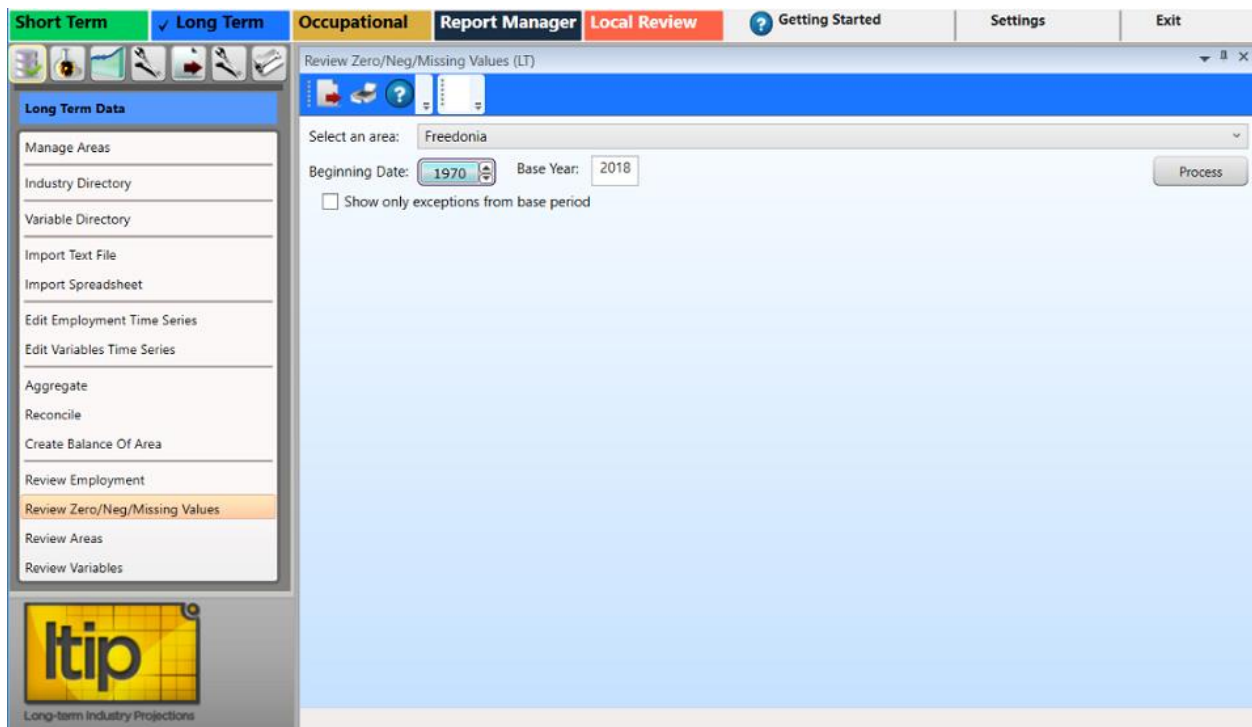 Short Term ✓ Long Term Occupational Report Manager Local Review ? Getting Started Settings Exit
Review Zero/Neg/Missing Values (LT)
Long Term Data
Select an area: Freedonia
Manage Areas
Beginning Date: 1970 Base Year: 2018 Process
Industry Directory
Show only exceptions from base period
Variable Directory
Import Text File
Import Spreadsheet
Edit Employment Time Series
Edit Variables Time Series
Aggregate
Reconcile
Create Balance Of Area
Review Employment
Review Zero/Neg/Missing Values
Review Areas
Review Variables
ltip
Long-term Industry Projections